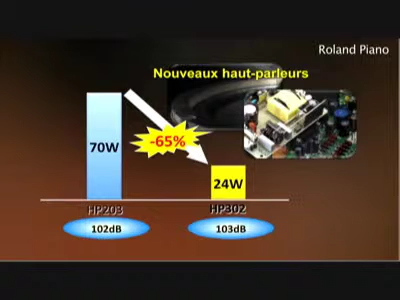 Roland Piano
Nouveaux haut-parleurs
70W
-65%
24W
HP203
HP302
102dB
103dB